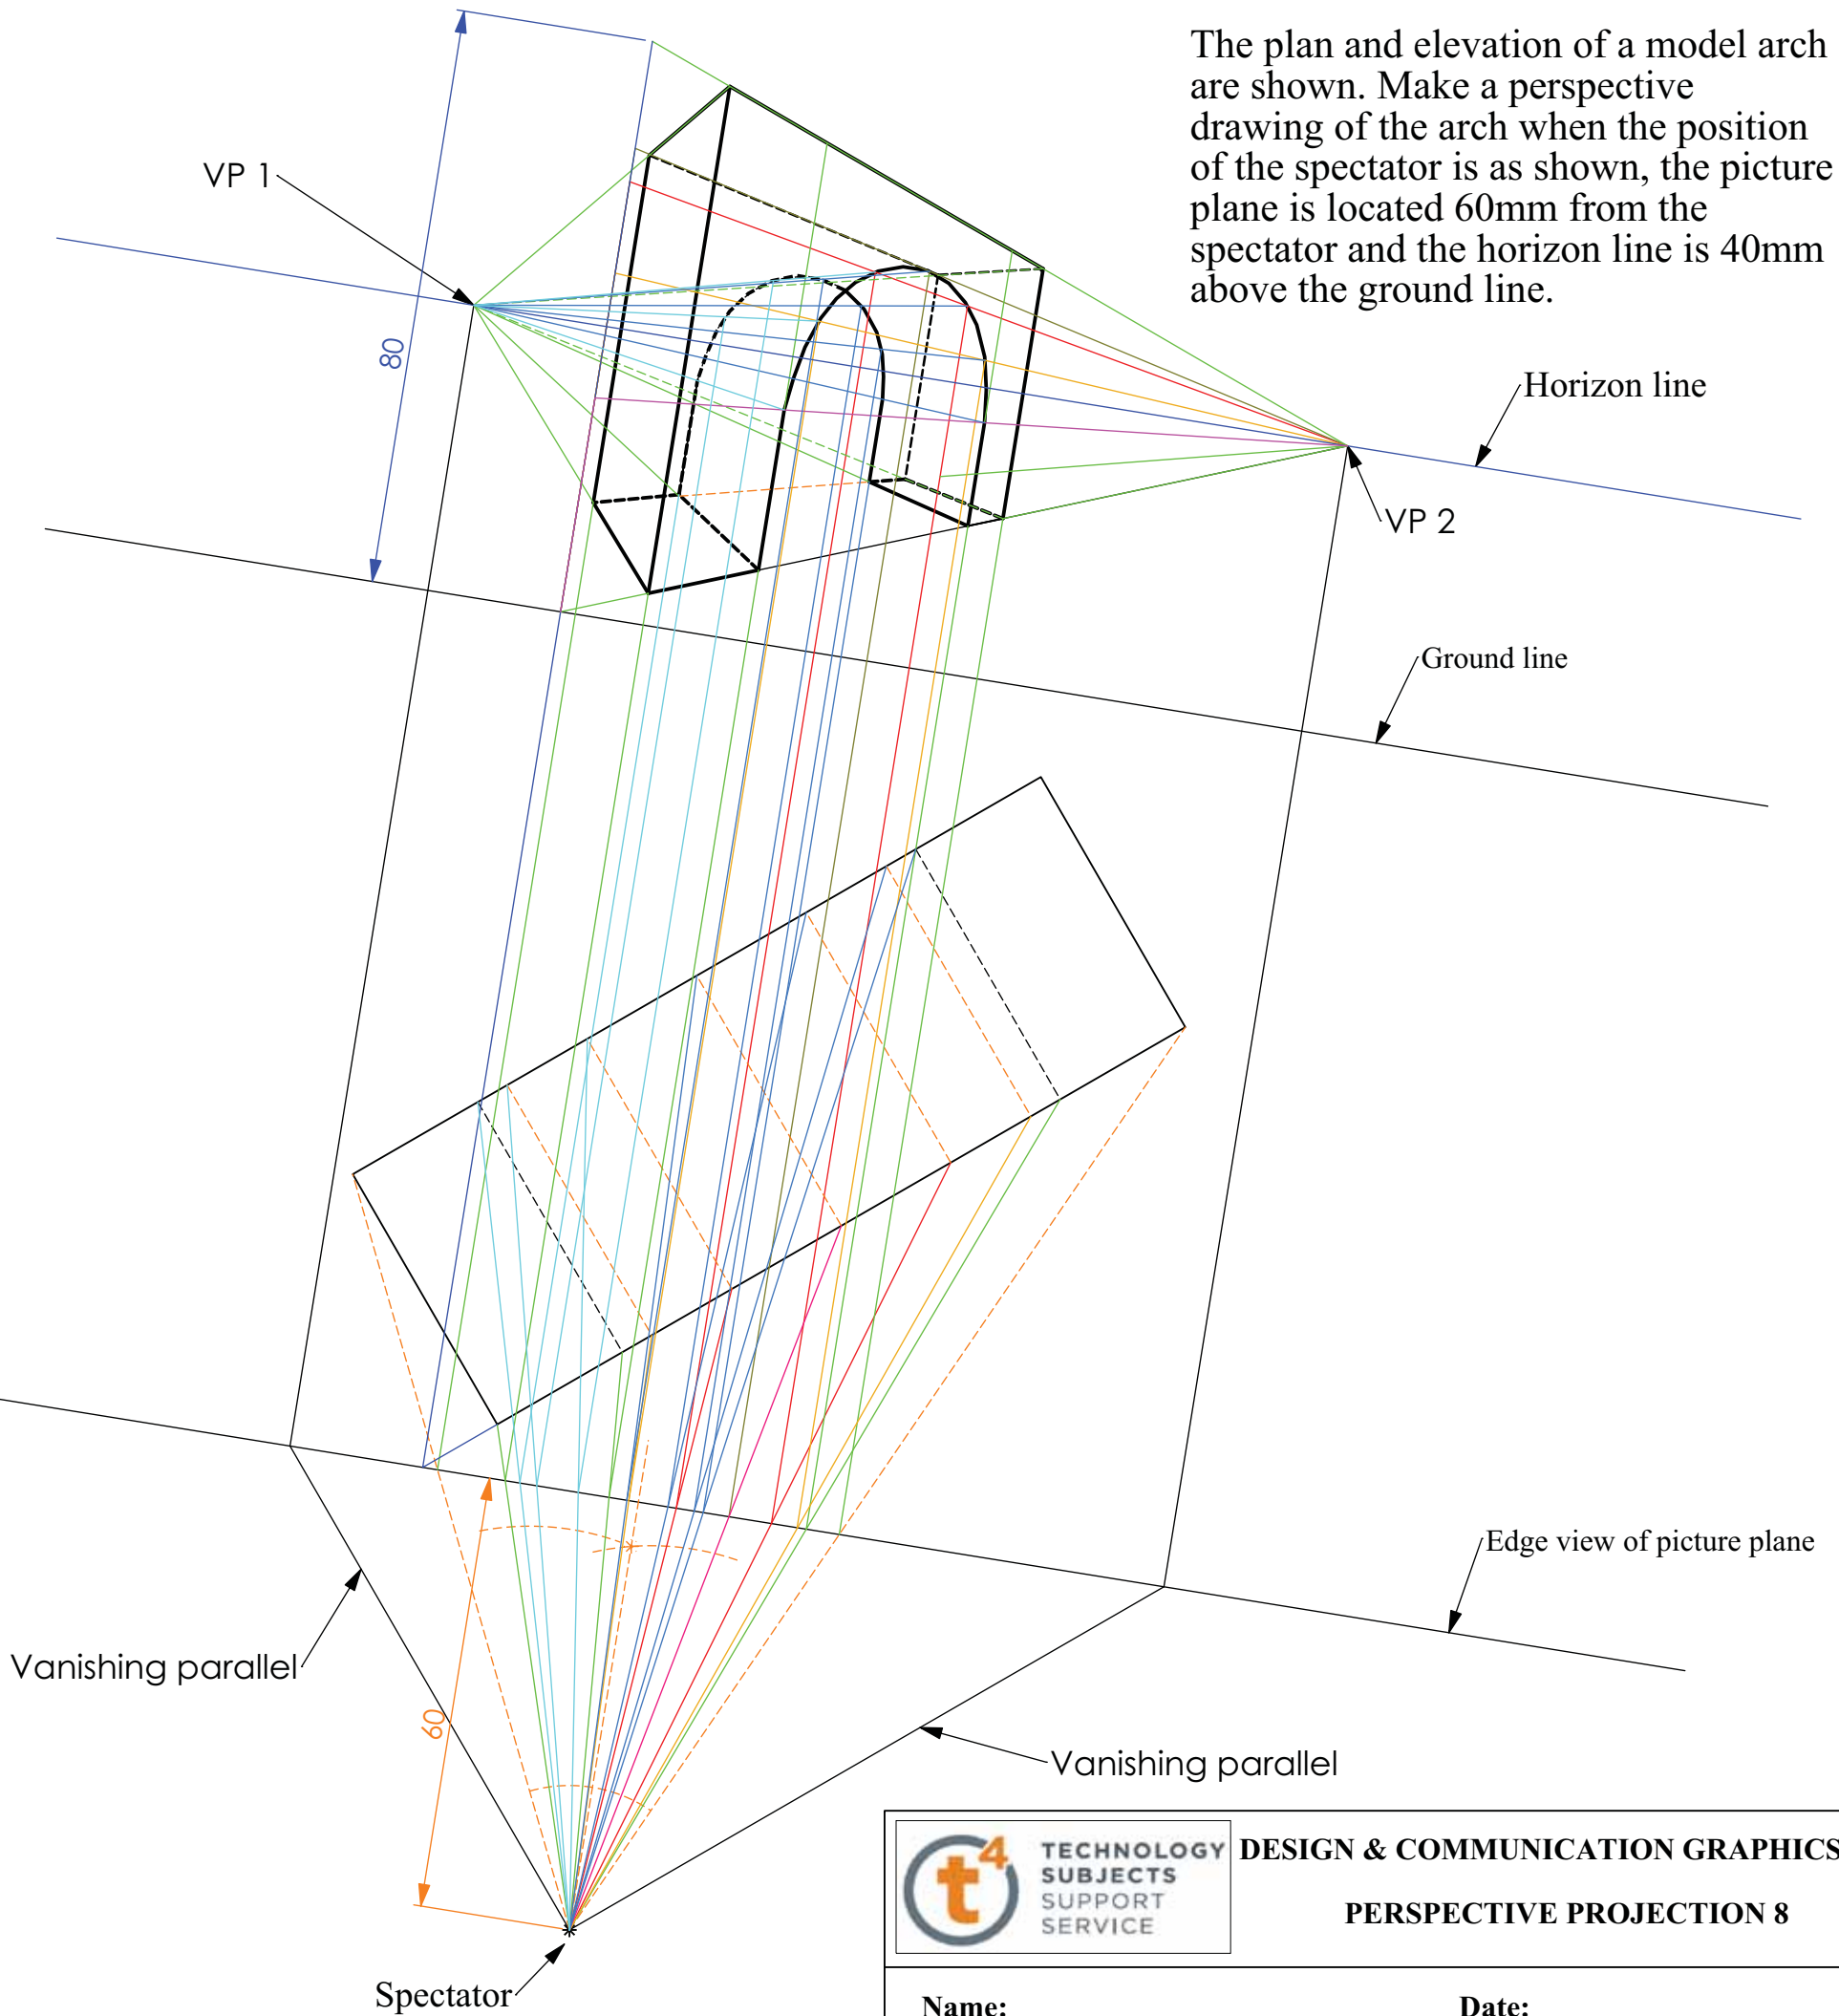 The plan and elevation of a model arch
are shown. Make a perspective
drawing of the arch when the position
of the spectator is as shown, the picture
plane is located 60mm from the
spectator and the horizon line is 40mm
above the ground line.
VP 1
80
Horizon line
VP 2
Ground line
Edge view of picture plane
Vanishing parallel
60
Vanishing parallel
Spectator
t4
TECHNOLOGY
SUBJECTS
SUPPORT
SERVICE
DESIGN & COMMUNICATION GRAPHICS
PERSPECTIVE PROJECTION 8
Name:
Date: